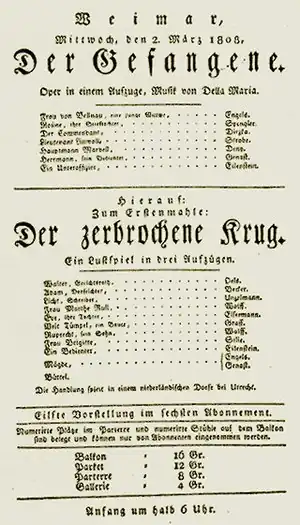 Weimar,
Mittwoch, den 2. März 1808,
Der Gefangene.
Oper in einem Aufzuge, Musik von Della Maria.
Frau von Bellnau, eine junge Wittwe, Engels.
Rosine, ihre Spengler.
Der Commendant, Dirzka.
Lieutenant Linvall, Strobe.
Hauptmann Murvell, Deny.
Herrmann, sein Bedienter, Genast.
Ein Unteroffizier, Eilenstein.
Hierauf:
Zum Erstenmahle:
Der zerbrochene Krug.
Ein Lustspiel in drei Aufzügen.
Walter, Gerichtsrath, Oels.
Adam, Dorfrichter, Becker.
Licht, Schreiber, Unzelmann.
Frau Marthe Rull, Wolff.
Eve, ihre Tochter, Elsermann.
Veit Tümpel, ein Bauer, Graff.
Ruprecht, sein Sohn, Wolff.
Frau Brigitte, Silie.
Ein Bedienter, Eilenstein.
Mägde, Engels.
Genast.
Büttel.
Die Handlung spielt in einem niederländischen Dorfe bei Utrecht.
Eilfte Vorstellung im sechsten Abonnement.
Numerirte Plätze im Parterre und numerirte Stühle auf dem Balkon
sind belegt und können nur von Abonnenten eingenommen werden.
Balkon 16 Gr.
Parket 12 Gr.
Parterre 8 Gr.
Gallerie 4 Gr.
Anfang um halb 6 Uhr.